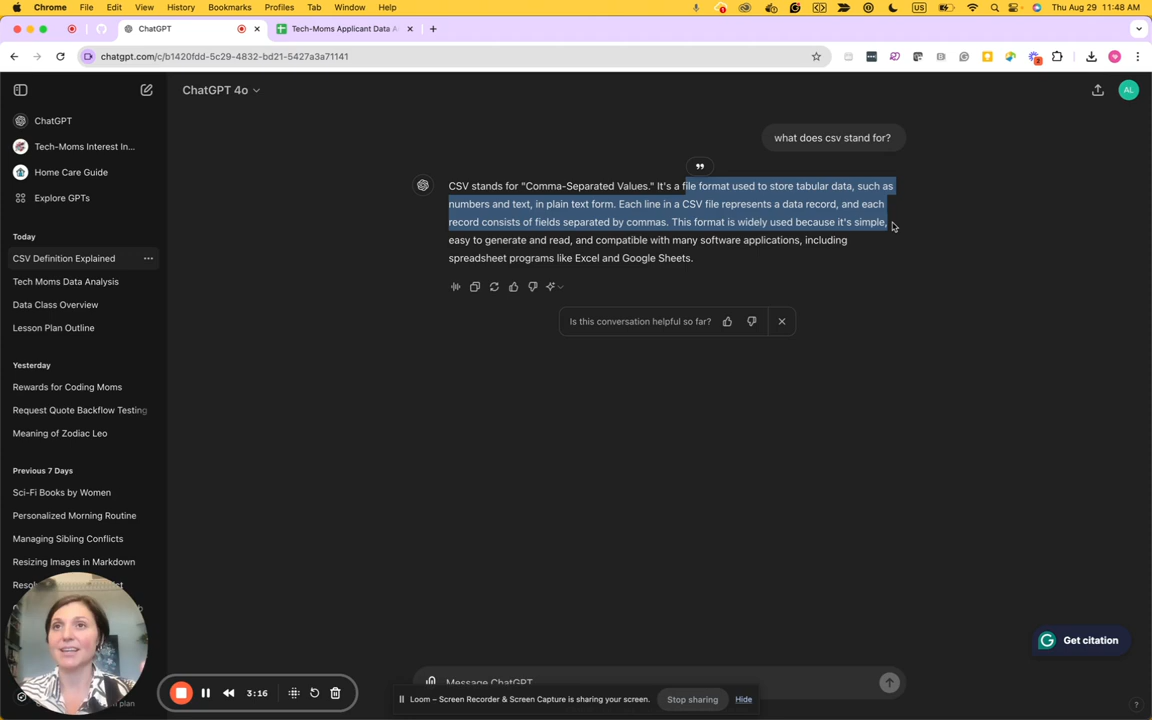 Chrome File Edit View History Bookmarks Profiles Tab Window Help
US
Thu Aug 29 11:48 AM
ChatGPT
Tech-Moms Applicant Data A
chatgpt.com/c/b1420fdd-5c29-4832-bd21-5427a3a71141
ChatGPT 4o
AL
ChatGPT
Tech-Moms Interest In...
Home Care Guide
Explore GPTs
Today
CSV Definition Explained
Tech Moms Data Analysis
Data Class Overview
Lesson Plan Outline
Yesterday
Rewards for Coding Moms
Request Quote Backflow Testing
Meaning of Zodiac Leo
Previous 7 Days
Sci-Fi Books by Women
Personalized Morning Routine
Managing Sibling Conflicts
Resizing Images in Markdown
what does csv stand for?
CSV stands for "Comma-Separated Values." It's a file format used to store tabular data, such as
numbers and text, in plain text form. Each line in a CSV file represents a data record, and each
record consists of fields separated by commas. This format is widely used because it's simple,
easy to generate and read, and compatible with many software applications, including
spreadsheet programs like Excel and Google Sheets.
Is this conversation helpful so far?
Get citation
Message ChatGPT
3:16
Loom – Screen Recorder & Screen Capture is sharing your screen.
Stop sharing
Hide
plan
?